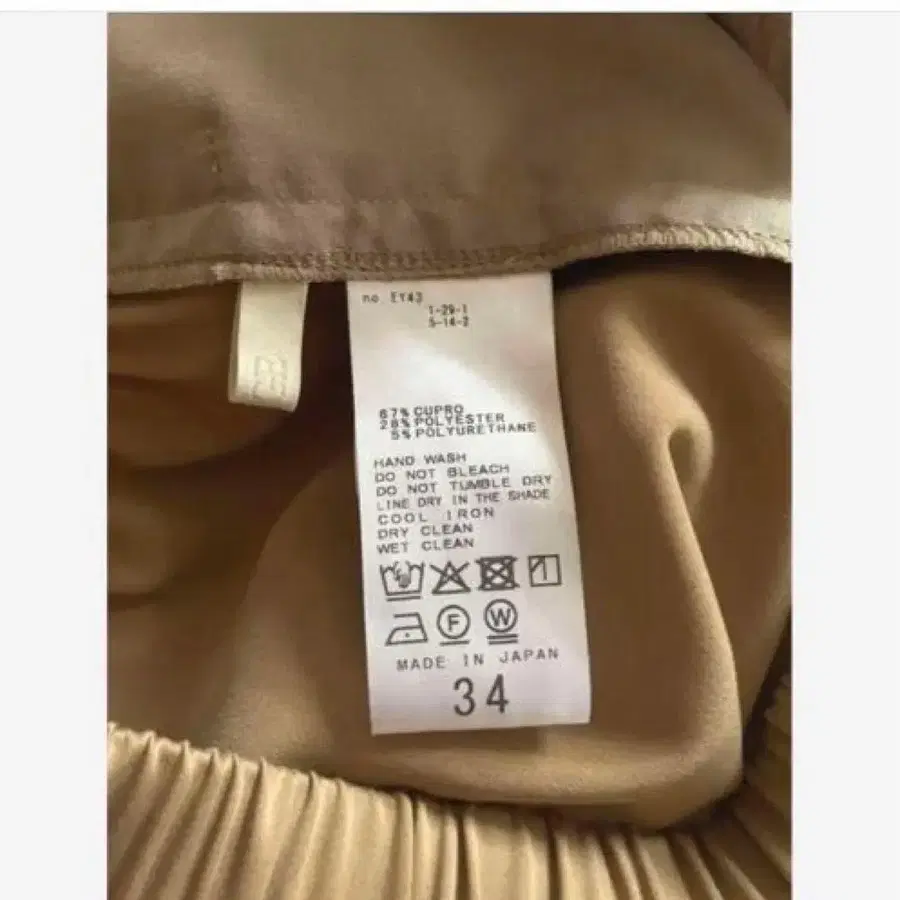 no. EY43
1-29-1
5-14-2
67% CUPRO
28% POLYESTER
5% POLYURETHANE
HAND WASH
DO NOT BLEACH
DO NOT TUMBLE DRY
LINE DRY IN THE SHADE
COOL IRON
DRY CLEAN
WET CLEAN
F W
MADE IN JAPAN
34